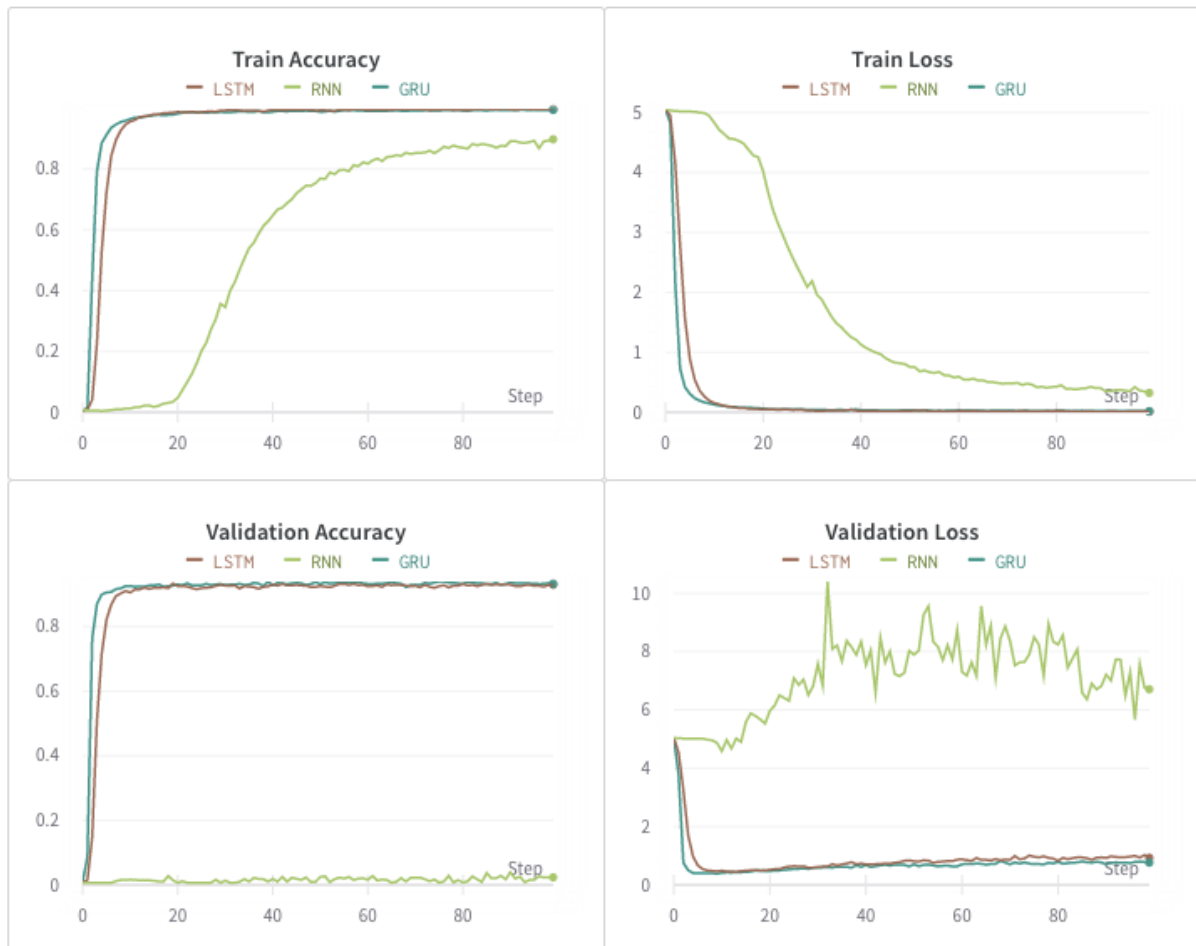 Train Accuracy
LSTM RNN GRU
0.8
0.6
0.4
0.2
0
Step
0 20 40 60 80
Train Loss
LSTM RNN GRU
5
4
3
2
1
0
Step
0 20 40 60 80
Validation Accuracy
LSTM RNN GRU
0.8
0.6
0.4
0.2
0
Step
0 20 40 60 80
Validation Loss
LSTM RNN GRU
10
8
6
4
2
0
Step
0 20 40 60 80